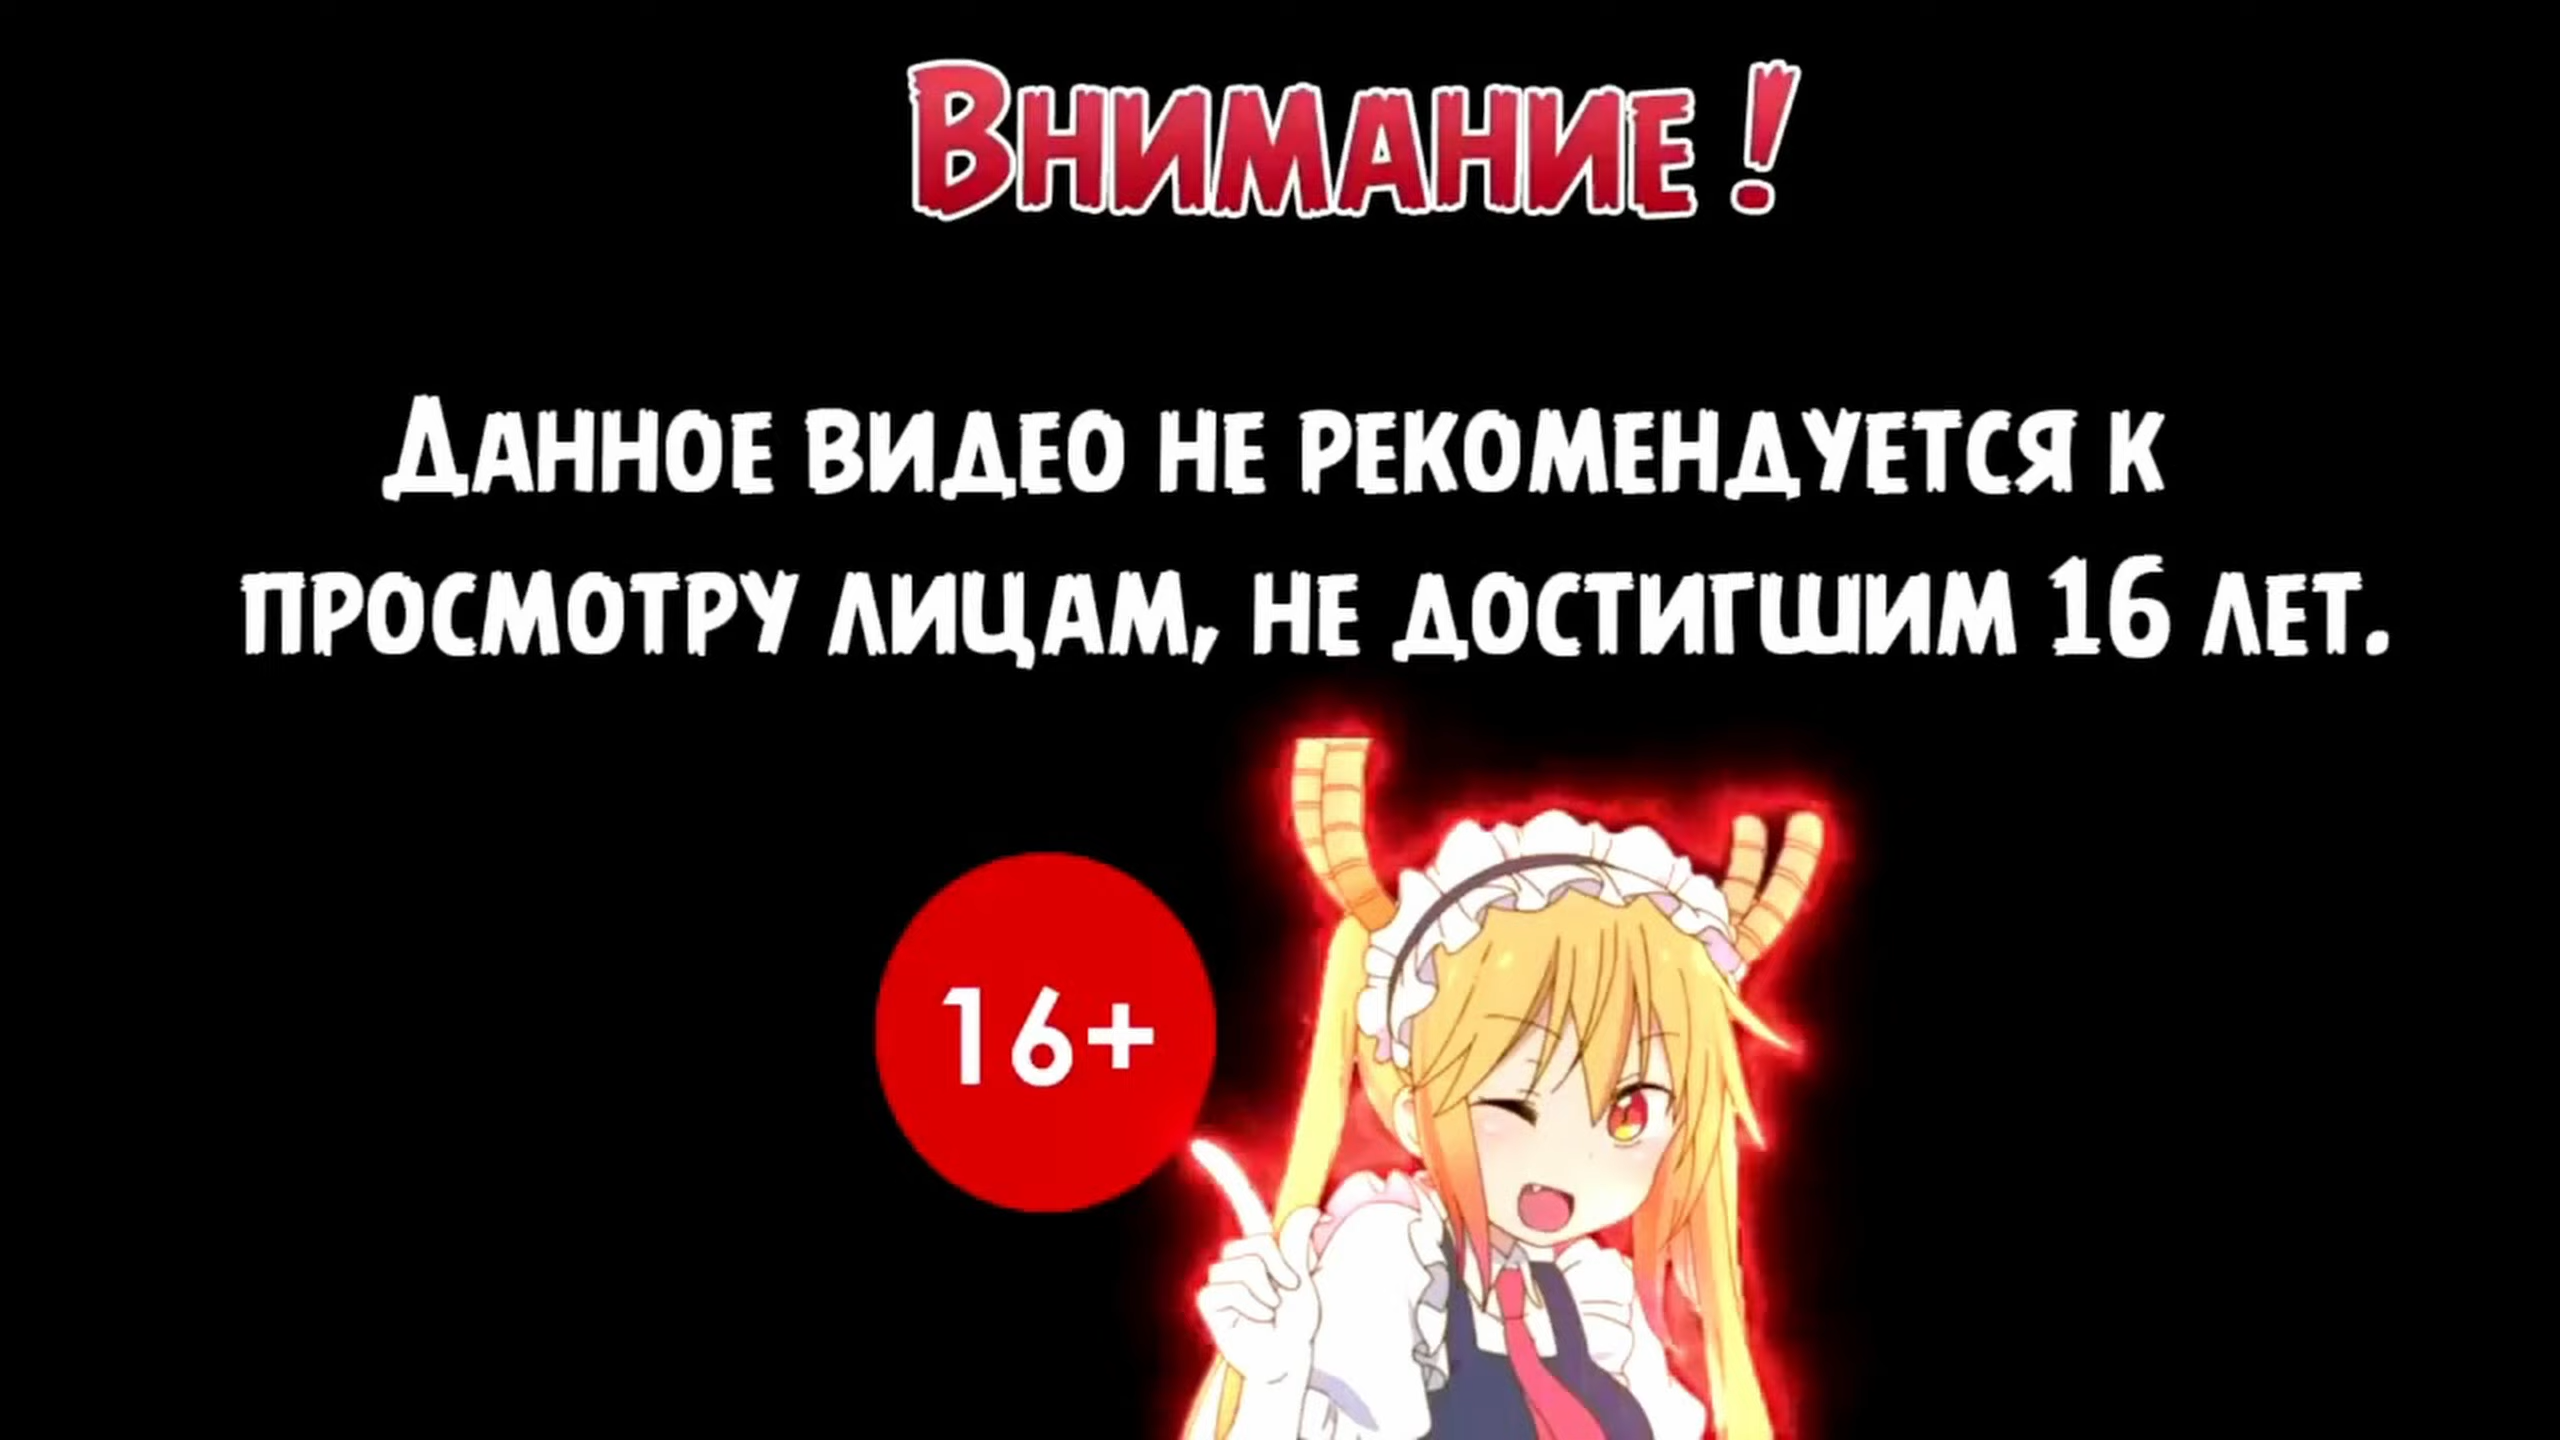 Внимание !
Данное видео не рекомендуется к
просмотру лицам, не достигшим 16 лет.
16+